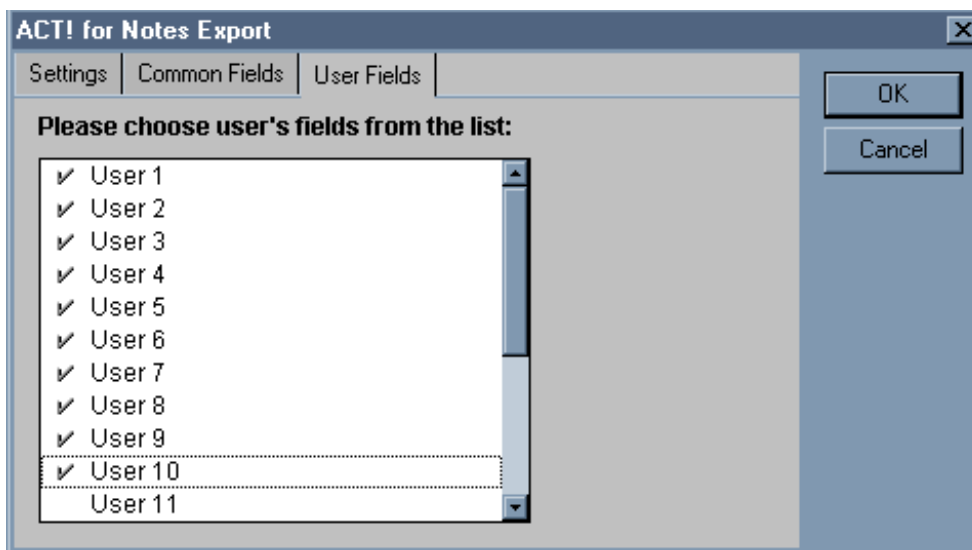 ACT! for Notes Export
Settings Common Fields User Fields
OK
Cancel
Please choose user's fields from the list:
User 1
User 2
User 3
User 4
User 5
User 6
User 7
User 8
User 9
User 10
User 11